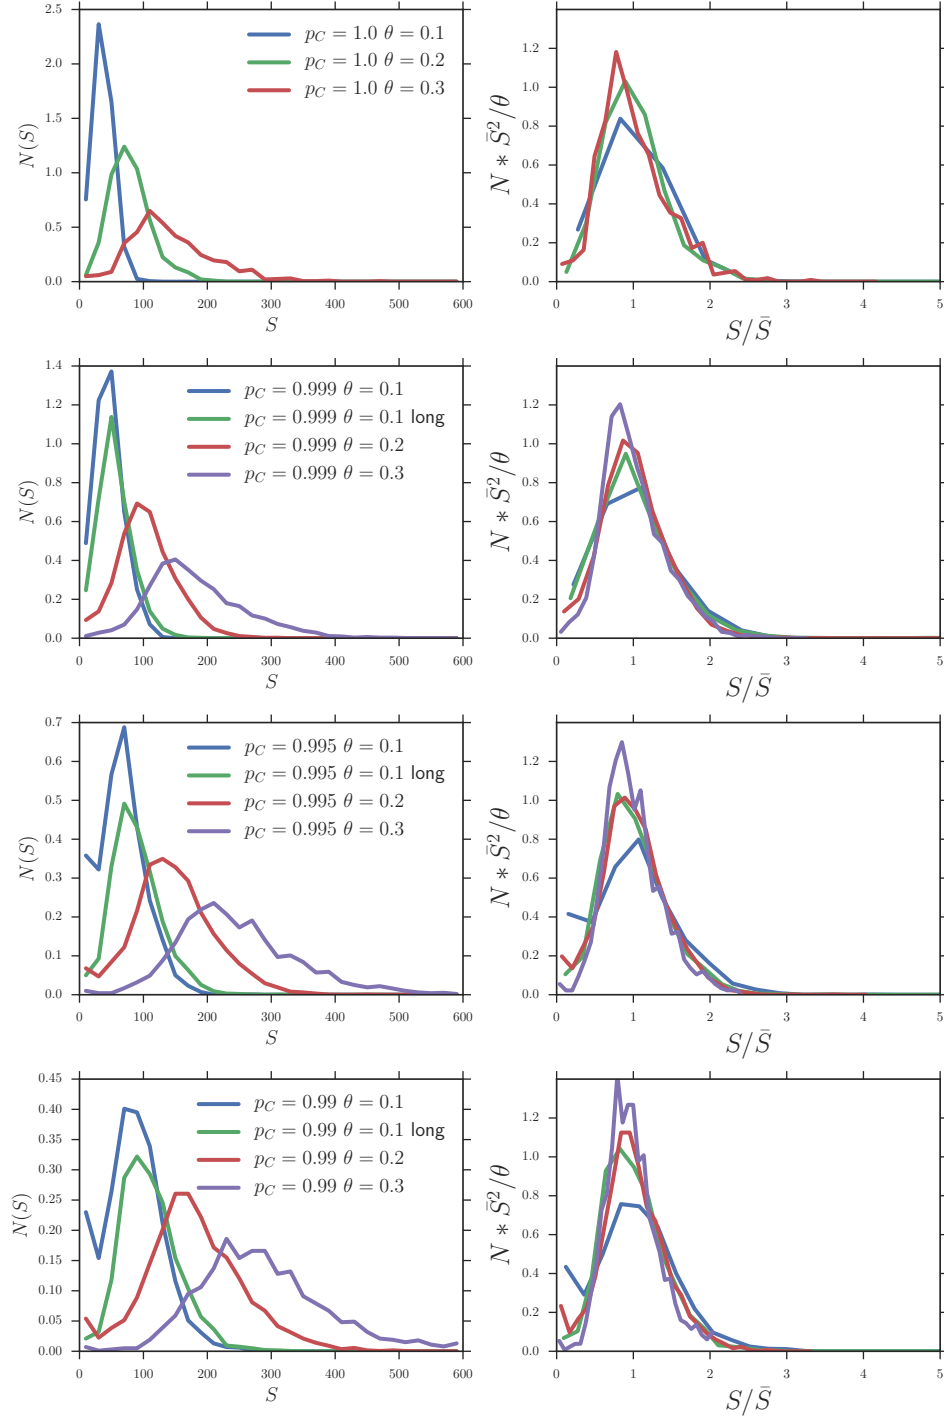 2.5
2.0
1.5
1.0
0.5
0.0
N(S)
0 100 200 300 400 500 600
S
p_C = 1.0 θ = 0.1
p_C = 1.0 θ = 0.2
p_C = 1.0 θ = 0.3
1.2
1.0
0.8
0.6
0.4
0.2
0.0
N * S̄²/θ
0 1 2 3 4 5
S/S̄
1.4
1.2
1.0
0.8
0.6
0.4
0.2
0.0
N(S)
0 100 200 300 400 500 600
S
p_C = 0.999 θ = 0.1
p_C = 0.999 θ = 0.1 long
p_C = 0.999 θ = 0.2
p_C = 0.999 θ = 0.3
1.2
1.0
0.8
0.6
0.4
0.2
0.0
N * S̄²/θ
0 1 2 3 4 5
S/S̄
0.7
0.6
0.5
0.4
0.3
0.2
0.1
0.0
N(S)
0 100 200 300 400 500 600
S
p_C = 0.995 θ = 0.1
p_C = 0.995 θ = 0.1 long
p_C = 0.995 θ = 0.2
p_C = 0.995 θ = 0.3
1.2
1.0
0.8
0.6
0.4
0.2
0.0
N * S̄²/θ
0 1 2 3 4 5
S/S̄
0.45
0.40
0.35
0.30
0.25
0.20
0.15
0.10
0.05
0.00
N(S)
0 100 200 300 400 500 600
S
p_C = 0.99 θ = 0.1
p_C = 0.99 θ = 0.1 long
p_C = 0.99 θ = 0.2
p_C = 0.99 θ = 0.3
1.2
1.0
0.8
0.6
0.4
0.2
0.0
N * S̄²/θ
0 1 2 3 4 5
S/S̄